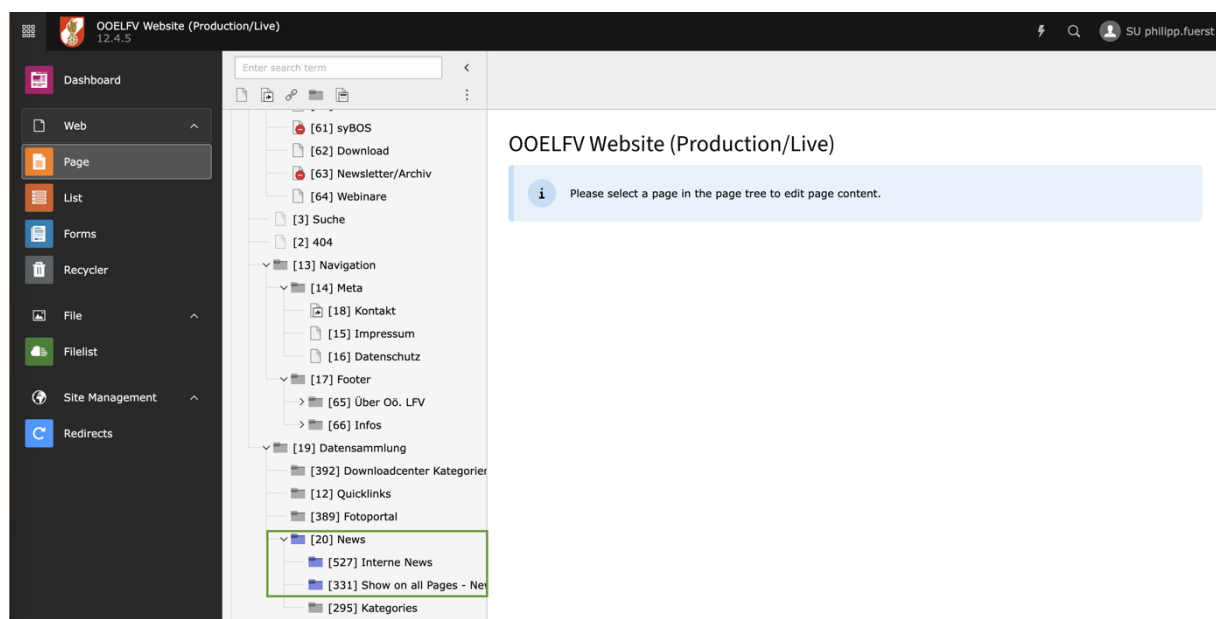 OOELFV Website (Production/Live)
12.4.5
SU philipp.fuerst
Dashboard
Web
Page
List
Forms
Recycler
File
Filelist
Site Management
Redirects
Enter search term
[61] syBOS
[62] Download
[63] Newsletter/Archiv
[64] Webinare
[3] Suche
[2] 404
[13] Navigation
[14] Meta
[18] Kontakt
[15] Impressum
[16] Datenschutz
[17] Footer
[65] Über Oö. LFV
[66] Infos
[19] Datensammlung
[392] Downloadcenter Kategorien
[12] Quicklinks
[389] Fotoportal
[20] News
[527] Interne News
[331] Show on all Pages - New
[295] Kategories
OOELFV Website (Production/Live)
Please select a page in the page tree to edit page content.